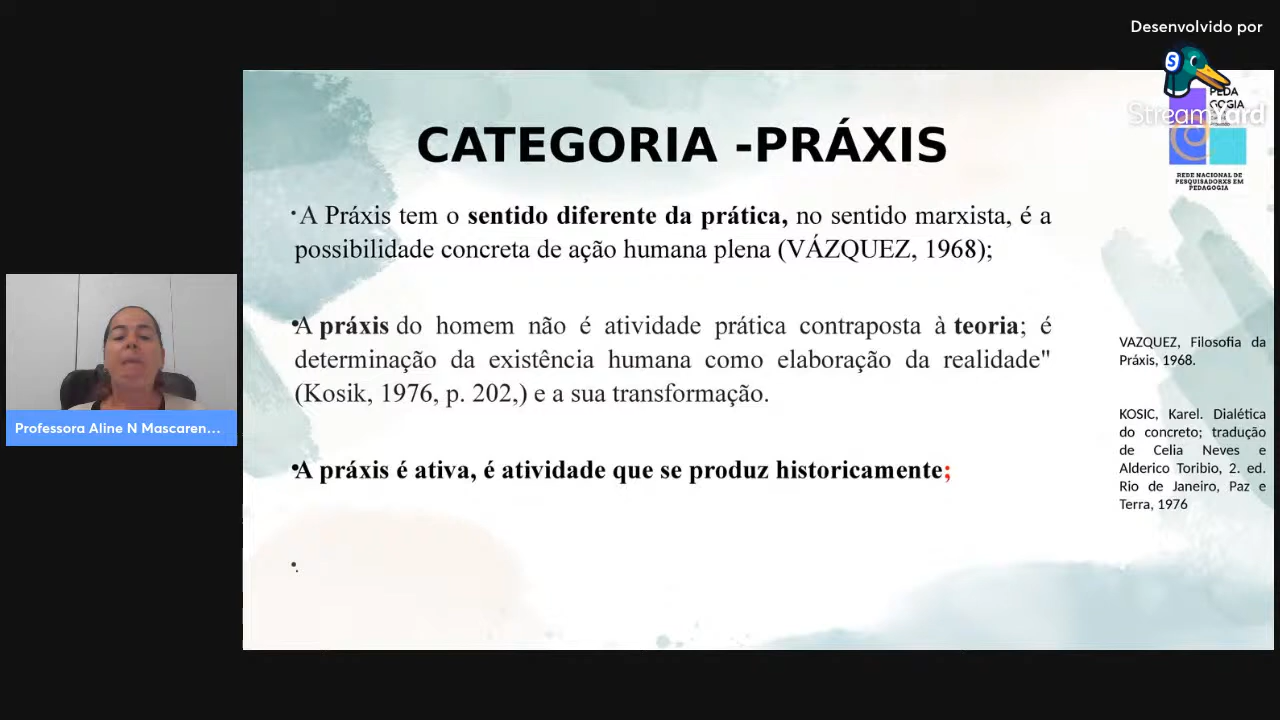 Desenvolvido por
StreamYard
PEDA
GOGIA
REDE NACIONAL DE
PESQUISADORXS EM
PEDAGOGIA
CATEGORIA -PRÁXIS
• A Práxis tem o sentido diferente da prática, no sentido marxista, é a
possibilidade concreta de ação humana plena (VÁZQUEZ, 1968);
•A práxis do homem não é atividade prática contraposta à teoria; é
determinação da existência humana como elaboração da realidade"
(Kosik, 1976, p. 202,) e a sua transformação.
•A práxis é ativa, é atividade que se produz historicamente;
•.
VAZQUEZ, Filosofia da
Práxis, 1968.
KOSIC, Karel. Dialética
do concreto; tradução
de Celia Neves e
Alderico Toribio, 2. ed.
Rio de Janeiro, Paz e
Terra, 1976
Professora Aline N Mascaren...